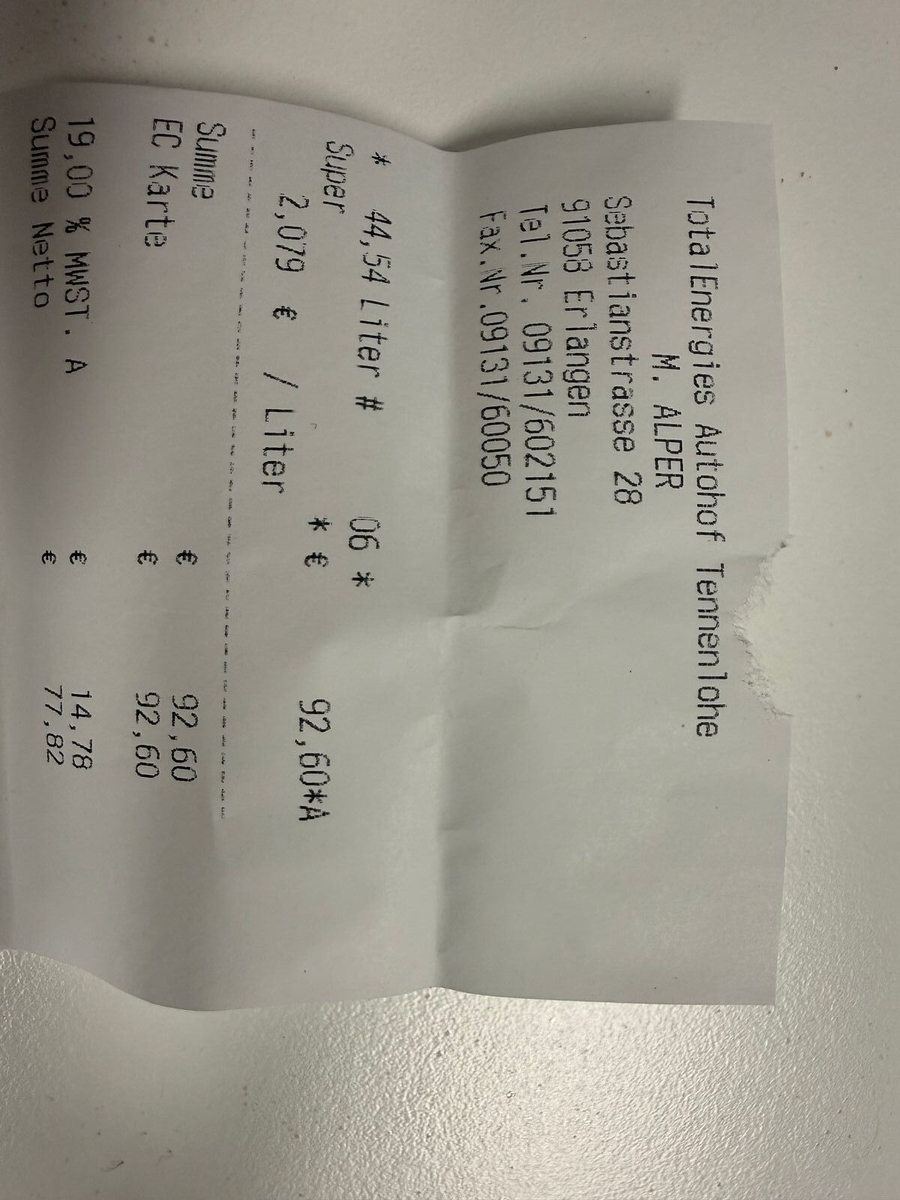 TotalEnergies Autohof Tennenlohe
M. ALPER
Sebastianstrasse 28
91058 Erlangen
Tel.Nr. 09131/602151
Fax.Nr.09131/60050
* 44,54 Liter # 06 *
Super * € 92,60*A
2,079 € / Liter
Summe € 92,60
EC Karte € 92,60
19,00 % MWST. A € 14,78
Summe Netto € 77,82